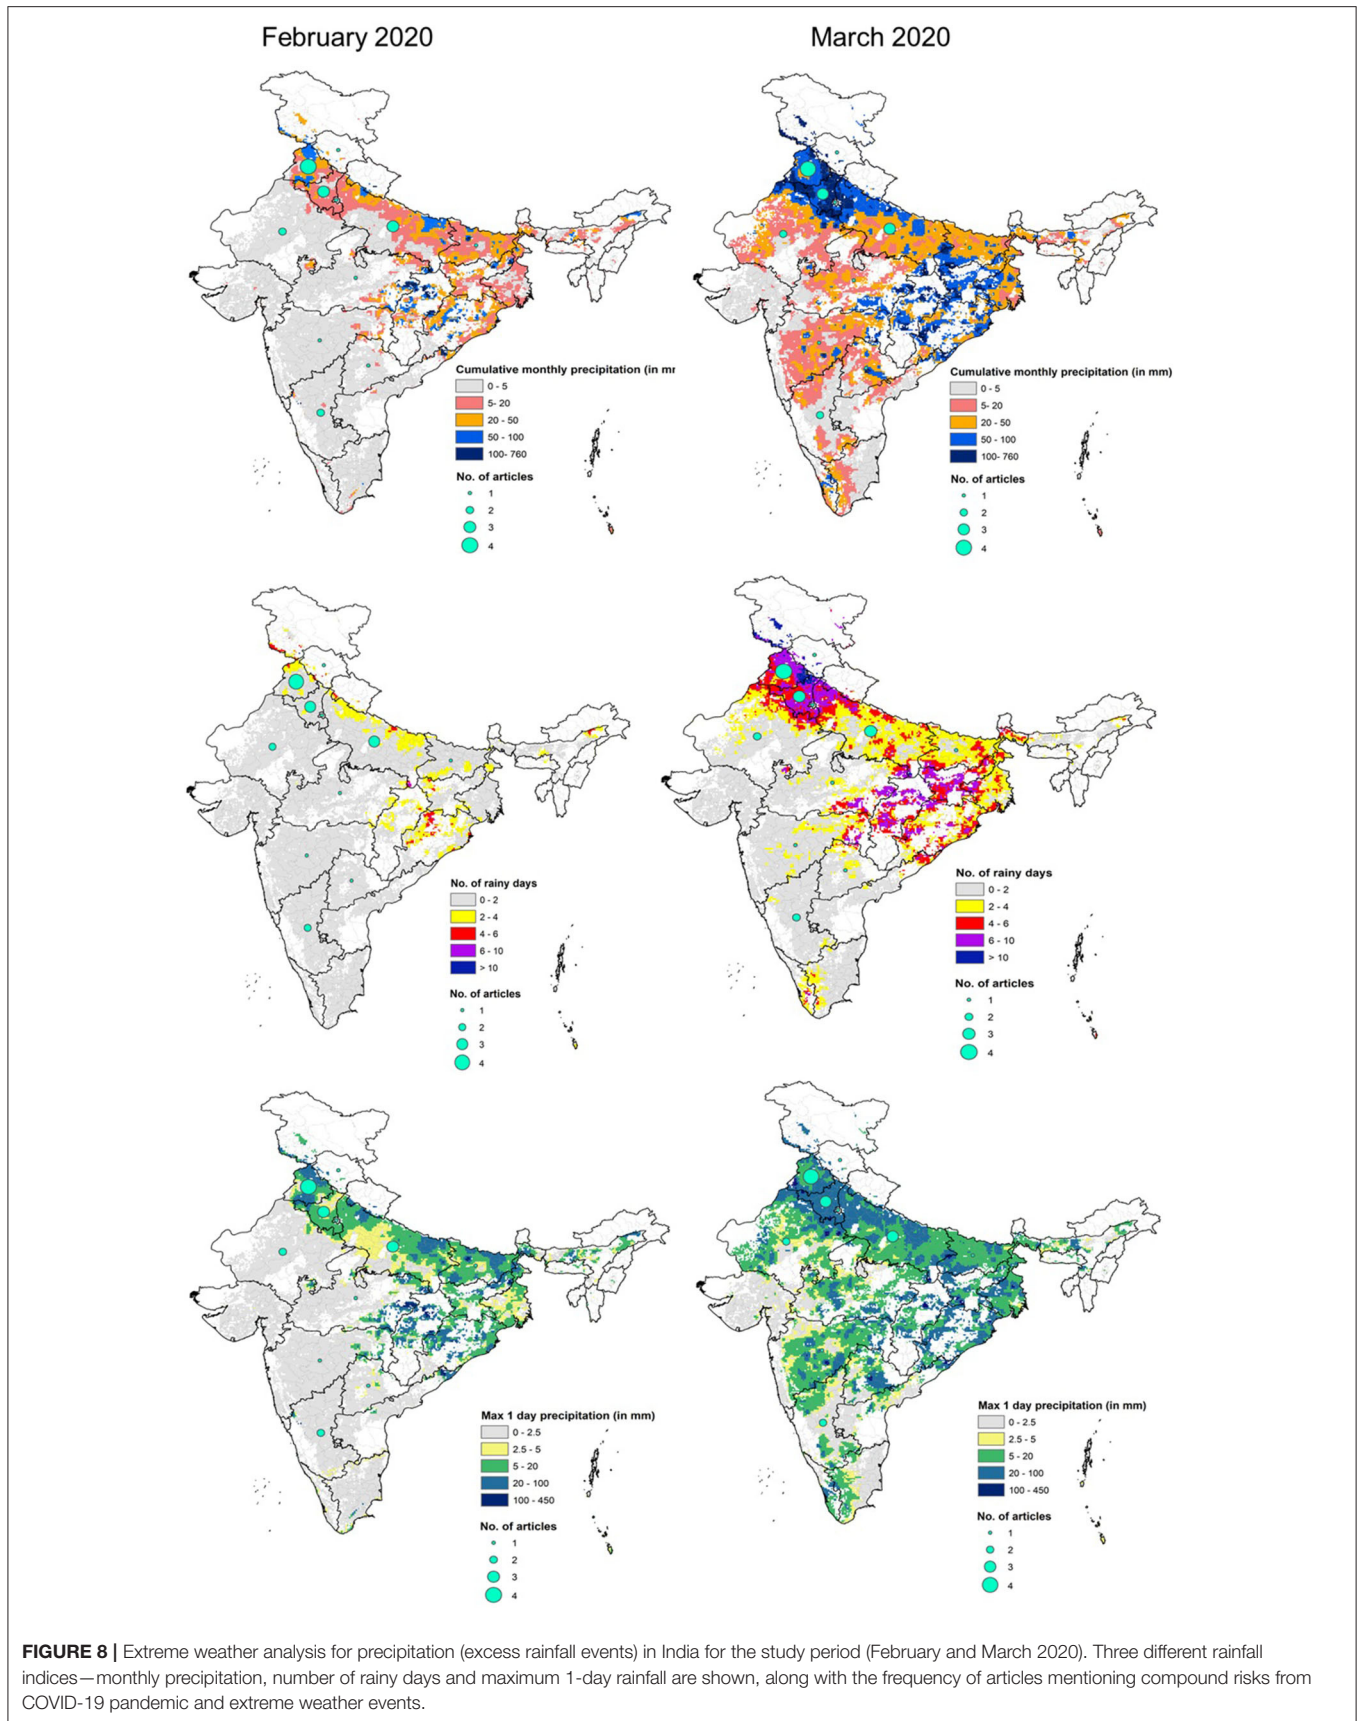 February 2020
March 2020
Cumulative monthly precipitation (in mm
0 - 5
5- 20
20 - 50
50 - 100
100- 760
No. of articles
1
2
3
4
Cumulative monthly precipitation (in mm)
0 - 5
5- 20
20 - 50
50 - 100
100- 760
No. of articles
1
2
3
4
No. of rainy days
0 - 2
2 - 4
4 - 6
6 - 10
> 10
No. of articles
1
2
3
4
No. of rainy days
0 - 2
2 - 4
4 - 6
6 - 10
> 10
No. of articles
1
2
3
4
Max 1 day precipitation (in mm)
0 - 2.5
2.5 - 5
5 - 20
20 - 100
100 - 450
No. of articles
1
2
3
4
Max 1 day precipitation (in mm)
0 - 2.5
2.5 - 5
5 - 20
20 - 100
100 - 450
No. of articles
1
2
3
4
FIGURE 8 | Extreme weather analysis for precipitation (excess rainfall events) in India for the study period (February and March 2020). Three different rainfall
indices—monthly precipitation, number of rainy days and maximum 1-day rainfall are shown, along with the frequency of articles mentioning compound risks from
COVID-19 pandemic and extreme weather events.